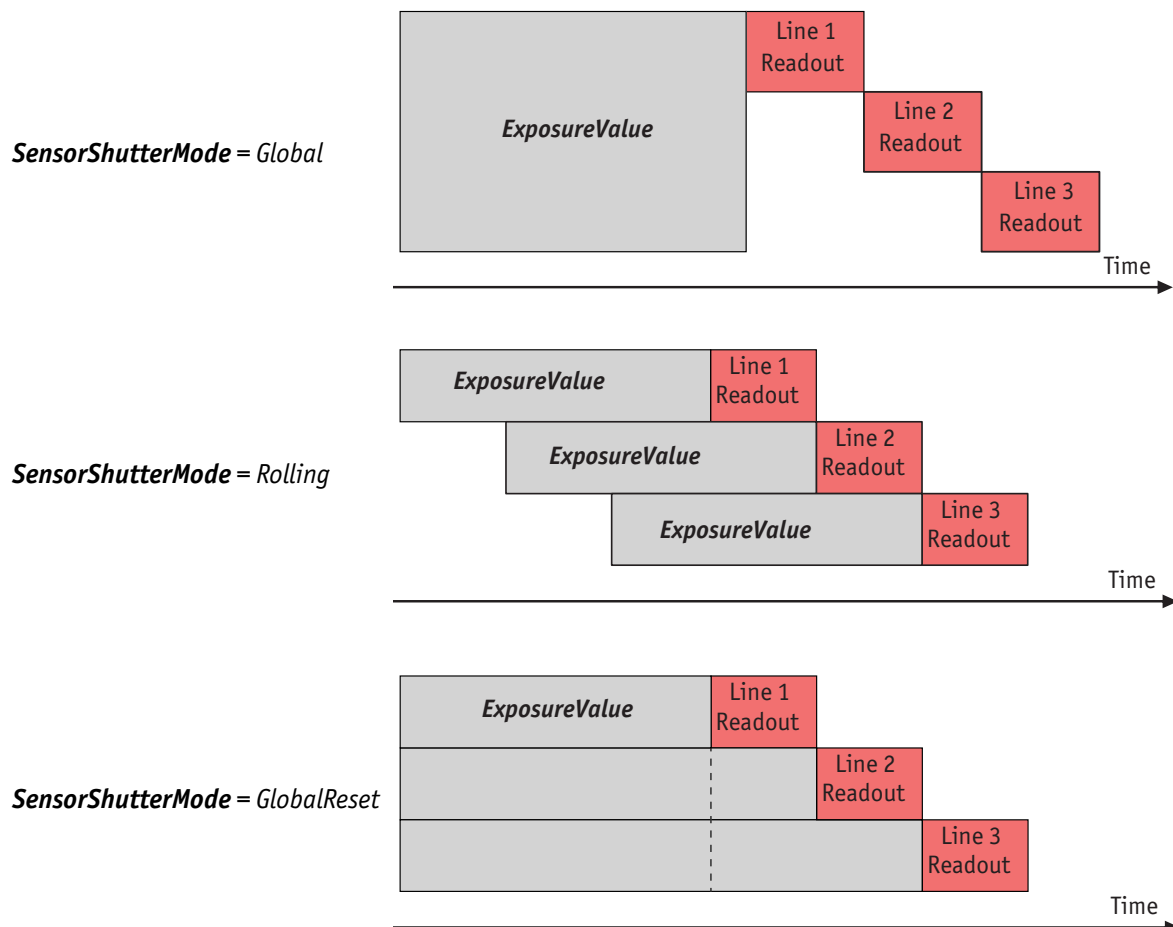 Line 1
Readout
Line 2
Readout
Line 3
Readout
ExposureValue
SensorShutterMode = Global
Time
ExposureValue
Line 1
Readout
ExposureValue
Line 2
Readout
ExposureValue
Line 3
Readout
SensorShutterMode = Rolling
Time
ExposureValue
Line 1
Readout
Line 2
Readout
Line 3
Readout
SensorShutterMode = GlobalReset
Time